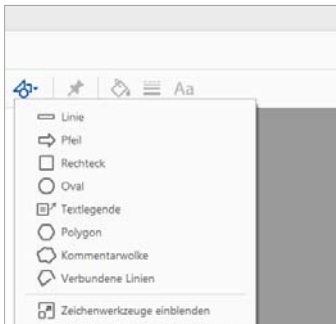 Aa
Linie
Pfeil
Rechteck
Oval
Textlegende
Polygon
Kommentarwolke
Verbundene Linien
Zeichenwerkzeuge einblenden